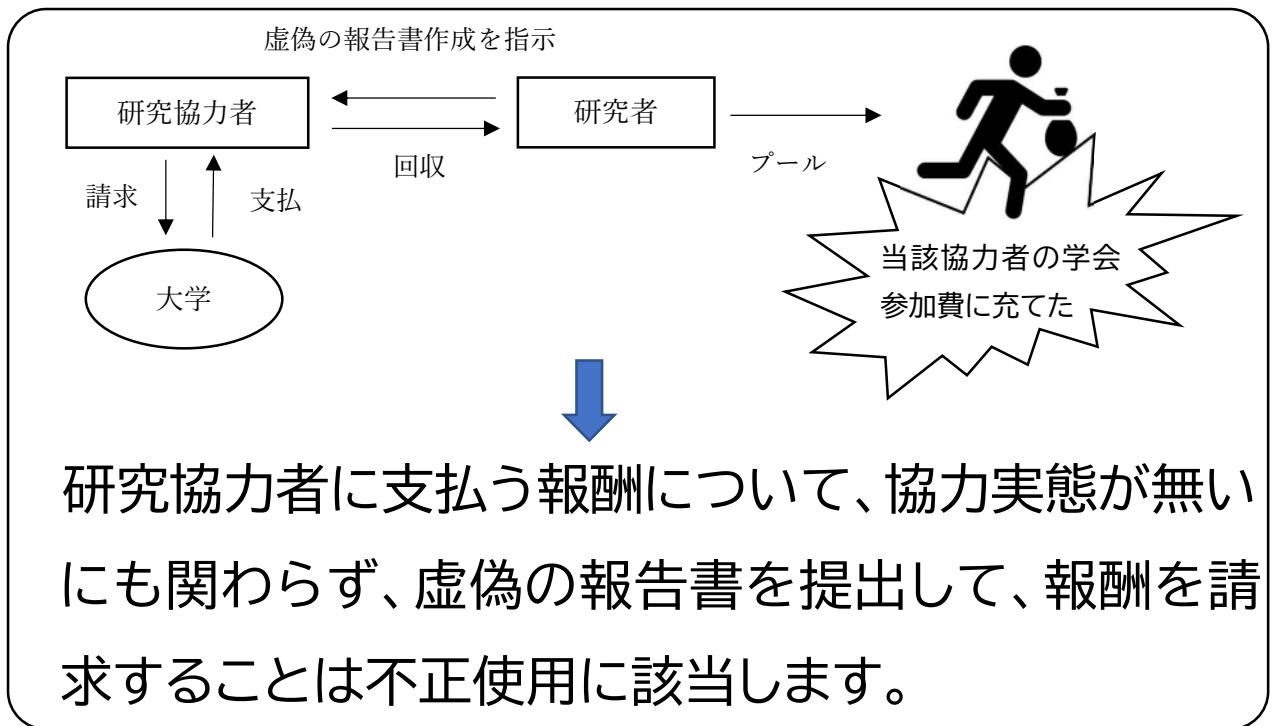 虚偽の報告書作成を指示
研究協力者
研究者
回収
プール
請求
支払
大学
当該協力者の学会
参加費に充てた
研究協力者に支払う報酬について、協力実態が無い
にも関わらず、虚偽の報告書を提出して、報酬を請
求することは不正使用に該当します。